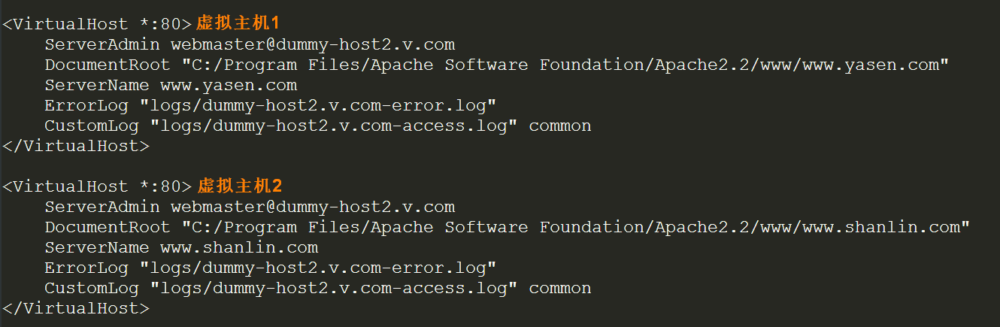 <VirtualHost *:80> 虚拟主机1
ServerAdmin webmaster@dummy-host2.v.com
DocumentRoot "C:/Program Files/Apache Software Foundation/Apache2.2/www/www.yasen.com"
ServerName www.yasen.com
ErrorLog "logs/dummy-host2.v.com-error.log"
CustomLog "logs/dummy-host2.v.com-access.log" common
</VirtualHost>
<VirtualHost *:80> 虚拟主机2
ServerAdmin webmaster@dummy-host2.v.com
DocumentRoot "C:/Program Files/Apache Software Foundation/Apache2.2/www/www.shanlin.com"
ServerName www.shanlin.com
ErrorLog "logs/dummy-host2.v.com-error.log"
CustomLog "logs/dummy-host2.v.com-access.log" common
</VirtualHost>